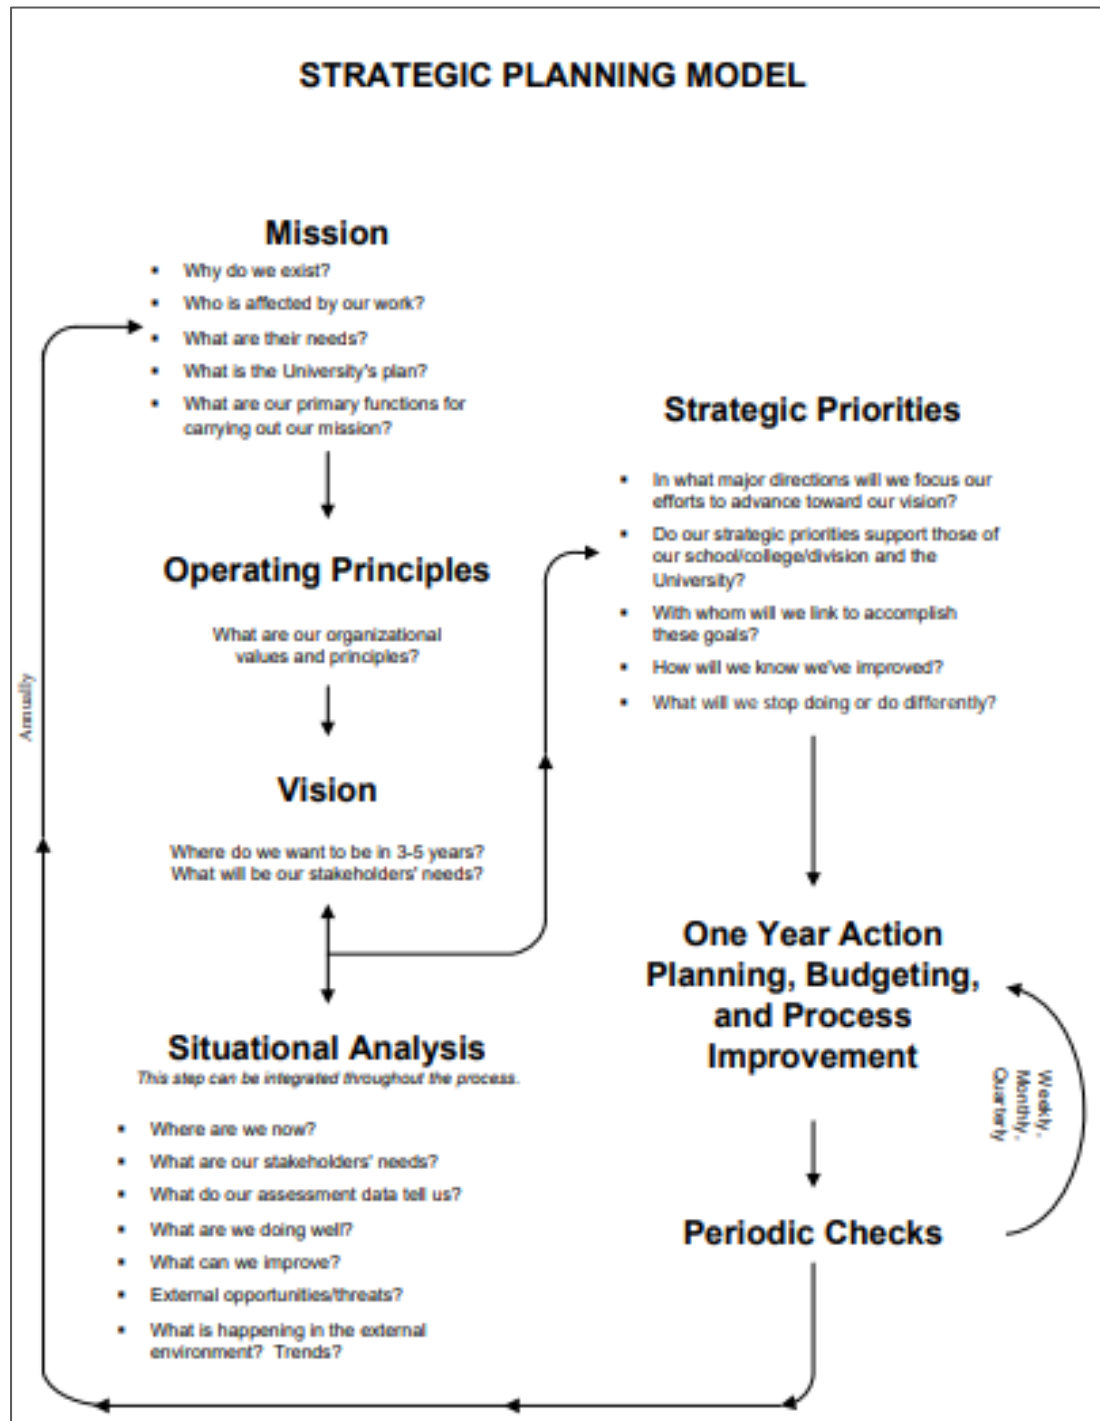 STRATEGIC PLANNING MODEL
Mission
▪ Why do we exist?
▪ Who is affected by our work?
▪ What are their needs?
▪ What is the University's plan?
▪ What are our primary functions for
carrying out our mission?
Operating Principles
What are our organizational
values and principles?
Vision
Where do we want to be in 3-5 years?
What will be our stakeholders' needs?
Situational Analysis
This step can be integrated throughout the process.
▪ Where are we now?
▪ What are our stakeholders' needs?
▪ What do our assessment data tell us?
▪ What are we doing well?
▪ What can we improve?
▪ External opportunities/threats?
▪ What is happening in the external
environment? Trends?
Strategic Priorities
▪ In what major directions will we focus our
efforts to advance toward our vision?
▪ Do our strategic priorities support those of
our school/college/division and the
University?
▪ With whom will we link to accomplish
these goals?
▪ How will we know we've improved?
▪ What will we stop doing or do differently?
One Year Action
Planning, Budgeting,
and Process
Improvement
Weekly,
Monthly,
Quarterly
Periodic Checks
Annually